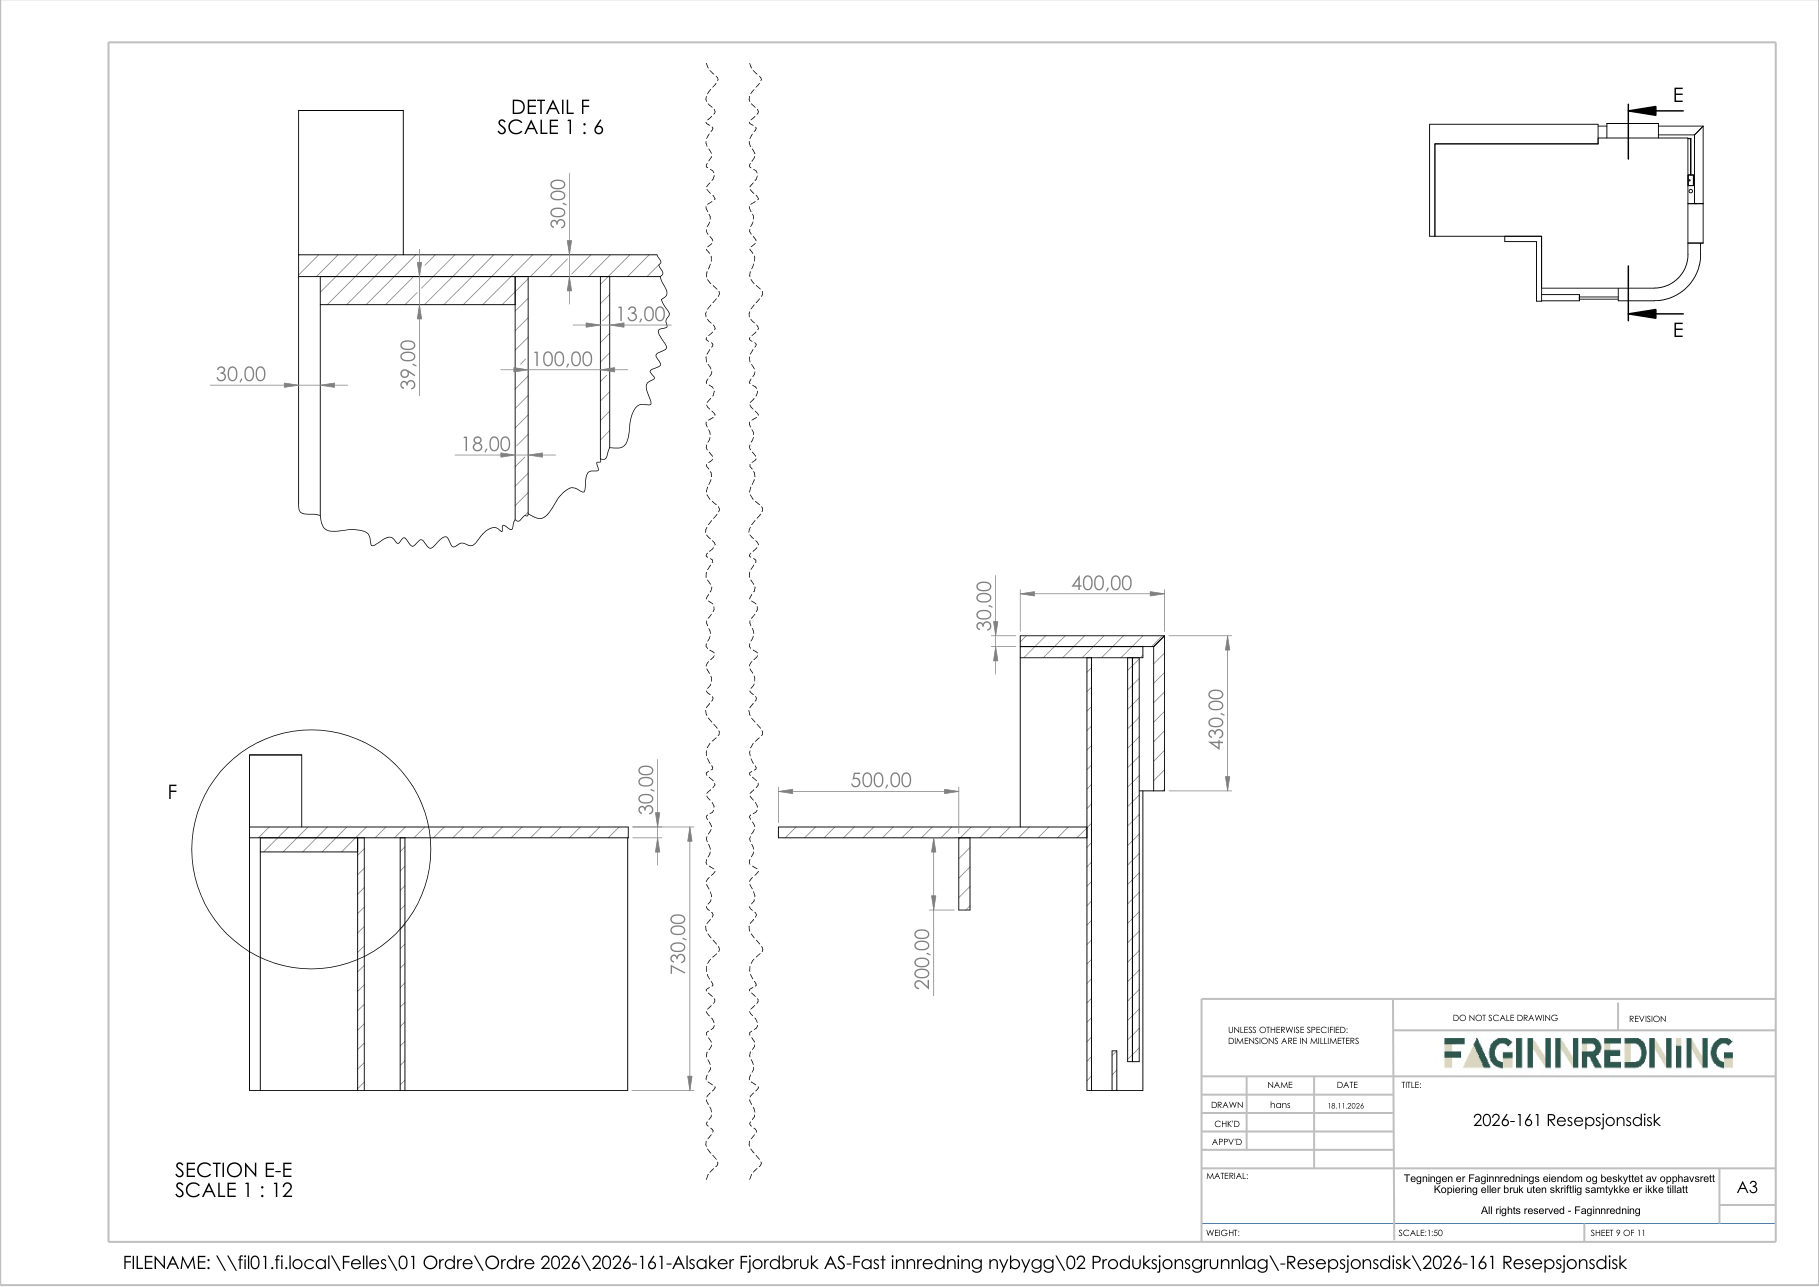 DETAIL F
SCALE 1 : 6
30,00
13,00
100,00
39,00
30,00
18,00
E
E
400,00
30,00
430,00
500,00
200,00
F
30,00
730,00
SECTION E-E
SCALE 1 : 12
UNLESS OTHERWISE SPECIFIED:
DIMENSIONS ARE IN MILLIMETERS
DO NOT SCALE DRAWING
REVISION
FAGINNREDNING
NAME
DATE
TITLE:
DRAWN
hans
18.11.2026
CHK'D
APPV'D
2026-161 Resepsjonsdisk
MATERIAL:
Tegningen er Faginnrednings eiendom og beskyttet av opphavsrett
Kopiering eller bruk uten skriftlig samtykke er ikke tillatt
All rights reserved - Faginnredning
A3
WEIGHT:
SCALE:1:50
SHEET 9 OF 11
FILENAME: \\fil01.fi.local\Felles\01 Ordre\Ordre 2026\2026-161-Alsaker Fjordbruk AS-Fast innredning nybygg\02 Produksjonsgrunnlag\-Resepsjonsdisk\2026-161 Resepsjonsdisk